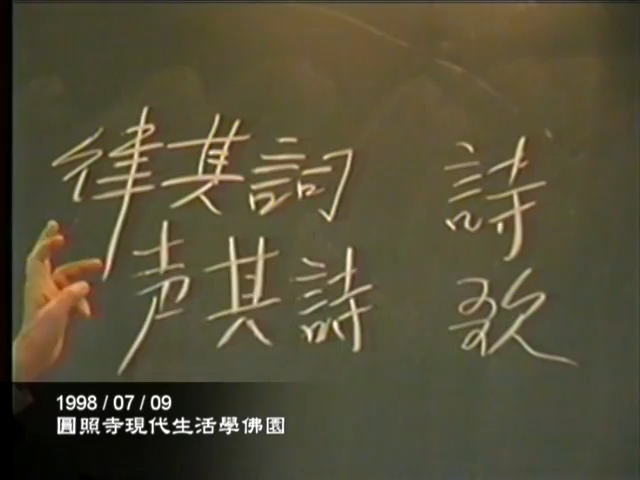 律其詞
声其詩
詩
歌
1998 / 07 / 09
圓照寺現代生活學佛園